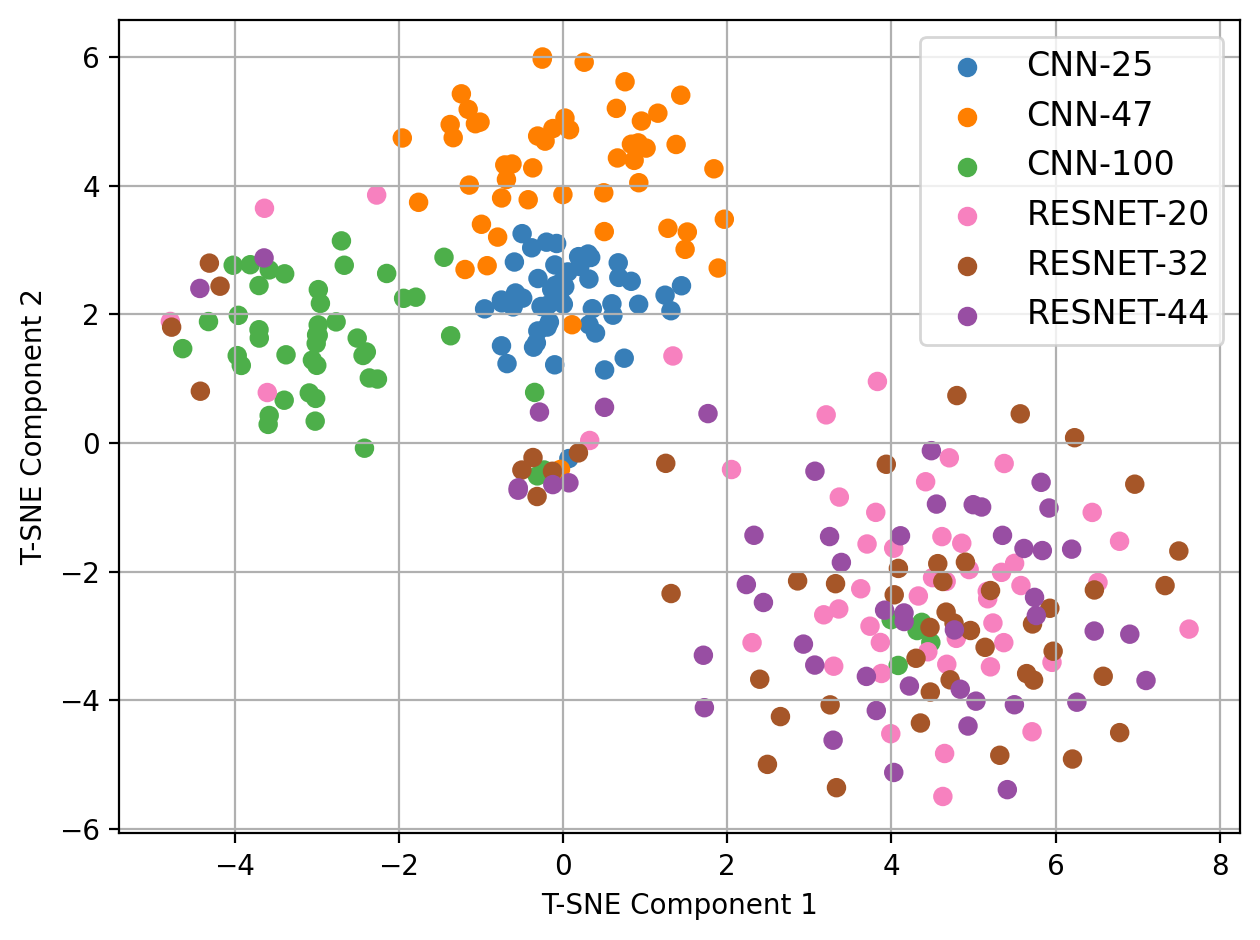 6
4
2
0
−2
−4
−6
T-SNE Component 2
CNN-25
CNN-47
CNN-100
RESNET-20
RESNET-32
RESNET-44
−4 −2 0 2 4 6 8
T-SNE Component 1